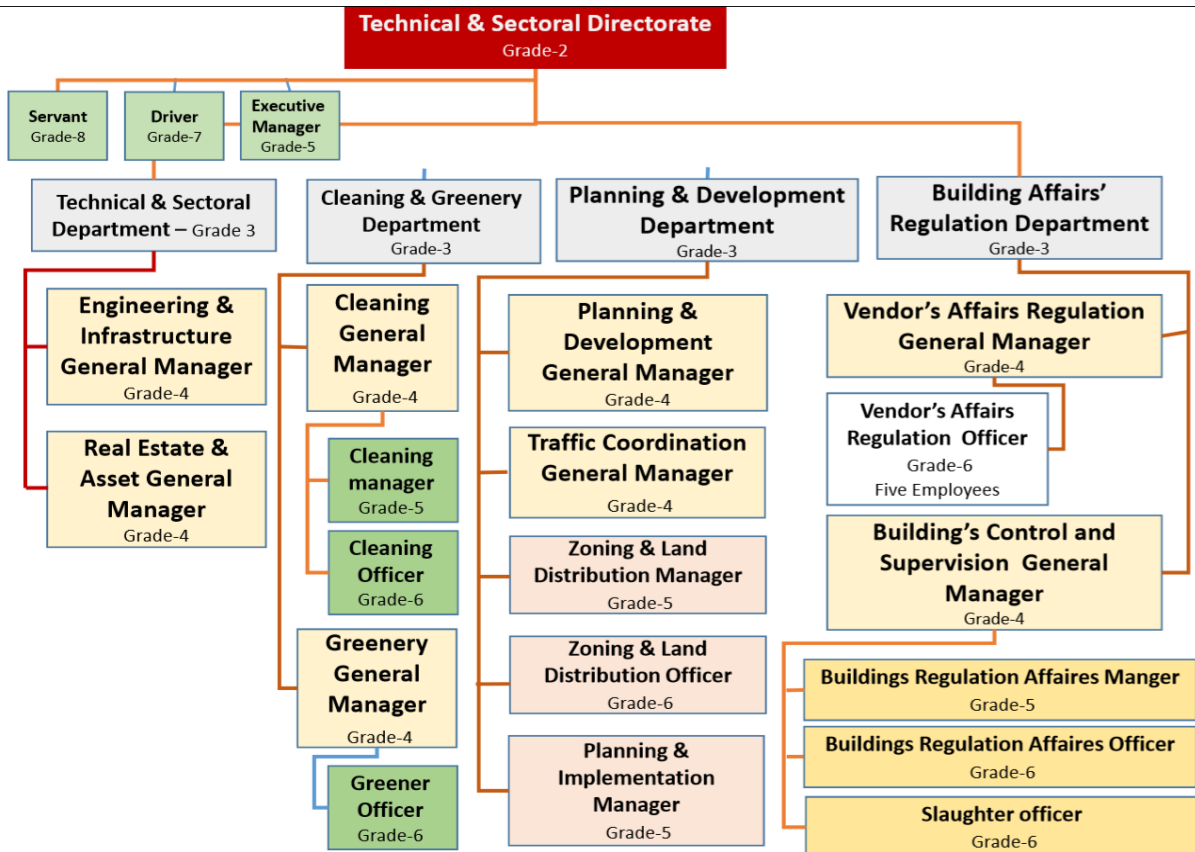 Technical & Sectoral Directorate
Grade-2
Servant
Grade-8
Driver
Grade-7
Executive
Manager
Grade-5
Technical & Sectoral
Department – Grade 3
Engineering &
Infrastructure
General Manager
Grade-4
Real Estate &
Asset General
Manager
Grade-4
Cleaning & Greenery
Department
Grade-3
Cleaning
General
Manager
Grade-4
Cleaning
manager
Grade-5
Cleaning
Officer
Grade-6
Greenery
General
Manager
Grade-4
Greener
Officer
Grade-6
Planning & Development
Department
Grade-3
Planning &
Development
General Manager
Grade-4
Traffic Coordination
General Manager
Grade-4
Zoning & Land
Distribution Manager
Grade-5
Zoning & Land
Distribution Officer
Grade-6
Planning &
Implementation
Manager
Grade-5
Building Affairs’
Regulation Department
Grade-3
Vendor’s Affairs Regulation
General Manager
Grade-4
Vendor’s Affairs
Regulation Officer
Grade-6
Five Employees
Building’s Control and
Supervision General
Manager
Grade-4
Buildings Regulation Affaires Manger
Grade-5
Buildings Regulation Affaires Officer
Grade-6
Slaughter officer
Grade-6